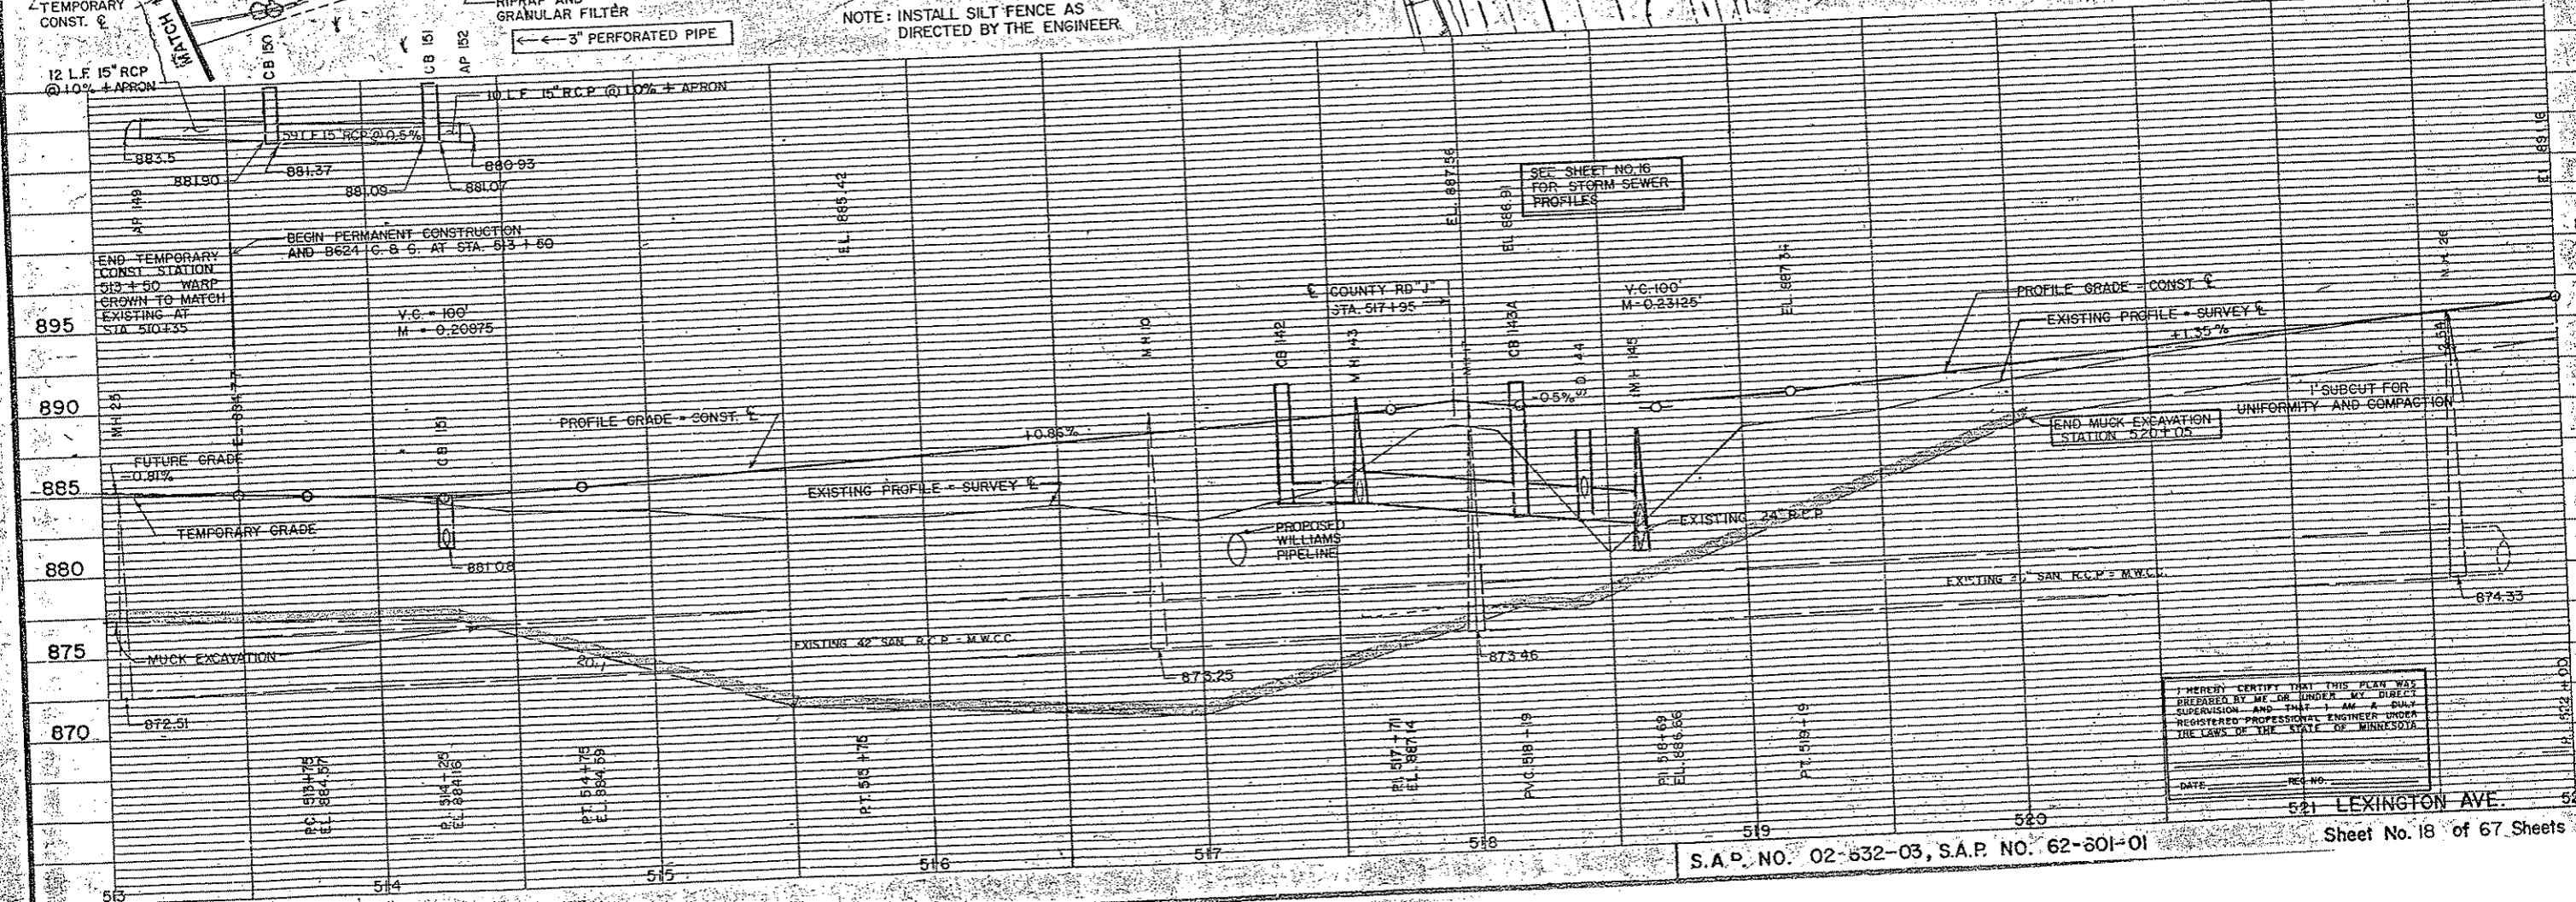 TEMPORARY
CONST. ℄
MATCH
RIPRAP AND
GRANULAR FILTER
←←3" PERFORATED PIPE
NOTE: INSTALL SILT FENCE AS
DIRECTED BY THE ENGINEER
12 L.F. 15" RCP
@ 1.0% + APRON
CB 150
CB 151
AP 152
10 L.F. 15" R.C.P. @ 1.0% + APRON
59 L.F. 15" RCP @ 0.5%
883.5
881.90
881.37
881.09
881.07
880.93
AP 149
BEGIN PERMANENT CONSTRUCTION
AND B624 C. & G. AT STA. 513 + 50
END TEMPORARY
CONST. STATION
513 + 50 WARP
CROWN TO MATCH
EXISTING AT
STA. 510+35
V.C. = 100'
M = 0.20875
EL. 885.42
SEE SHEET NO. 16
FOR STORM SEWER
PROFILES
EL. 887.56
EL. 886.91
EL. 887.34
EL. 891.16
℄ COUNTY RD "J"
STA. 517+95
V.C. 100'
M=0.23125'
PROFILE GRADE = CONST. ℄
EXISTING PROFILE = SURVEY ℄
+1.35%
895
890
885
880
875
870
MH 25
CB 151
MH 10
CB 142
MH 143
CB 143A
MH 145
M.H. 26
FUTURE GRADE
-0.81%
TEMPORARY GRADE
PROFILE GRADE = CONST. ℄
+0.86%
-0.5%
EXISTING PROFILE = SURVEY ℄
881.08
PROPOSED
WILLIAMS
PIPELINE
EXISTING 24" R.C.P.
1' SUBCUT FOR
UNIFORMITY AND COMPACTION
END MUCK EXCAVATION
STATION 520+05
MUCK EXCAVATION
20:1
EXISTING 42" SAN. R.C.P. = M.W.C.C.
SAN. R.C.P. = M.W.C.C.
872.51
873.25
873.46
874.33
P.C. 513+75
EL. 884.57
P.I. 514+25
EL. 884.16
P.T. 514+75
EL. 884.59
P.T. 515+75
P.I. 517+71
EL. 887.14
P.V.C. 518+19
P.I. 518+69
EL. 886.66
P.T. 519+19
522+00
I HEREBY CERTIFY THAT THIS PLAN WAS
PREPARED BY ME OR UNDER MY DIRECT
SUPERVISION AND THAT I AM A DULY
REGISTERED PROFESSIONAL ENGINEER UNDER
THE LAWS OF THE STATE OF MINNESOTA
DATE REG. NO.
513
514
515
516
517
518
519
520
521 LEXINGTON AVE.
S.A.P. NO. 02-632-03, S.A.P. NO. 62-601-01
Sheet No. 18 of 67 Sheets